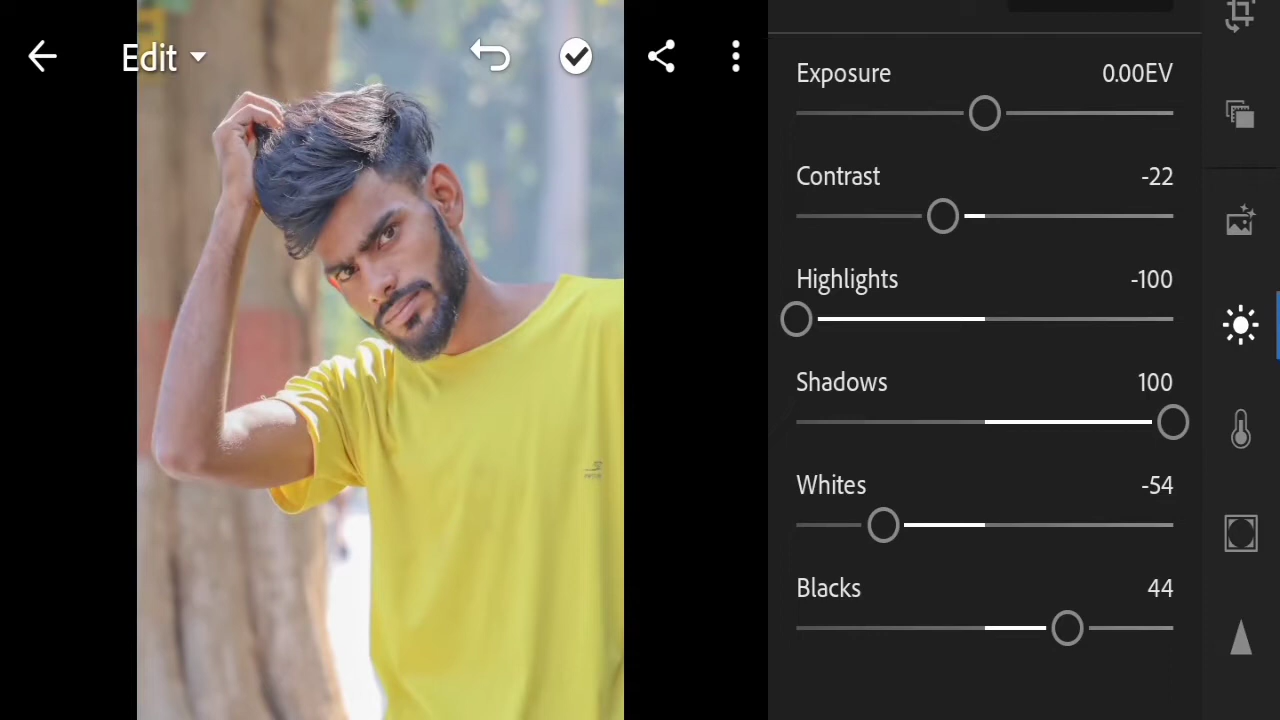 Edit
Exposure 0.00EV
Contrast -22
Highlights -100
Shadows 100
Whites -54
Blacks 44